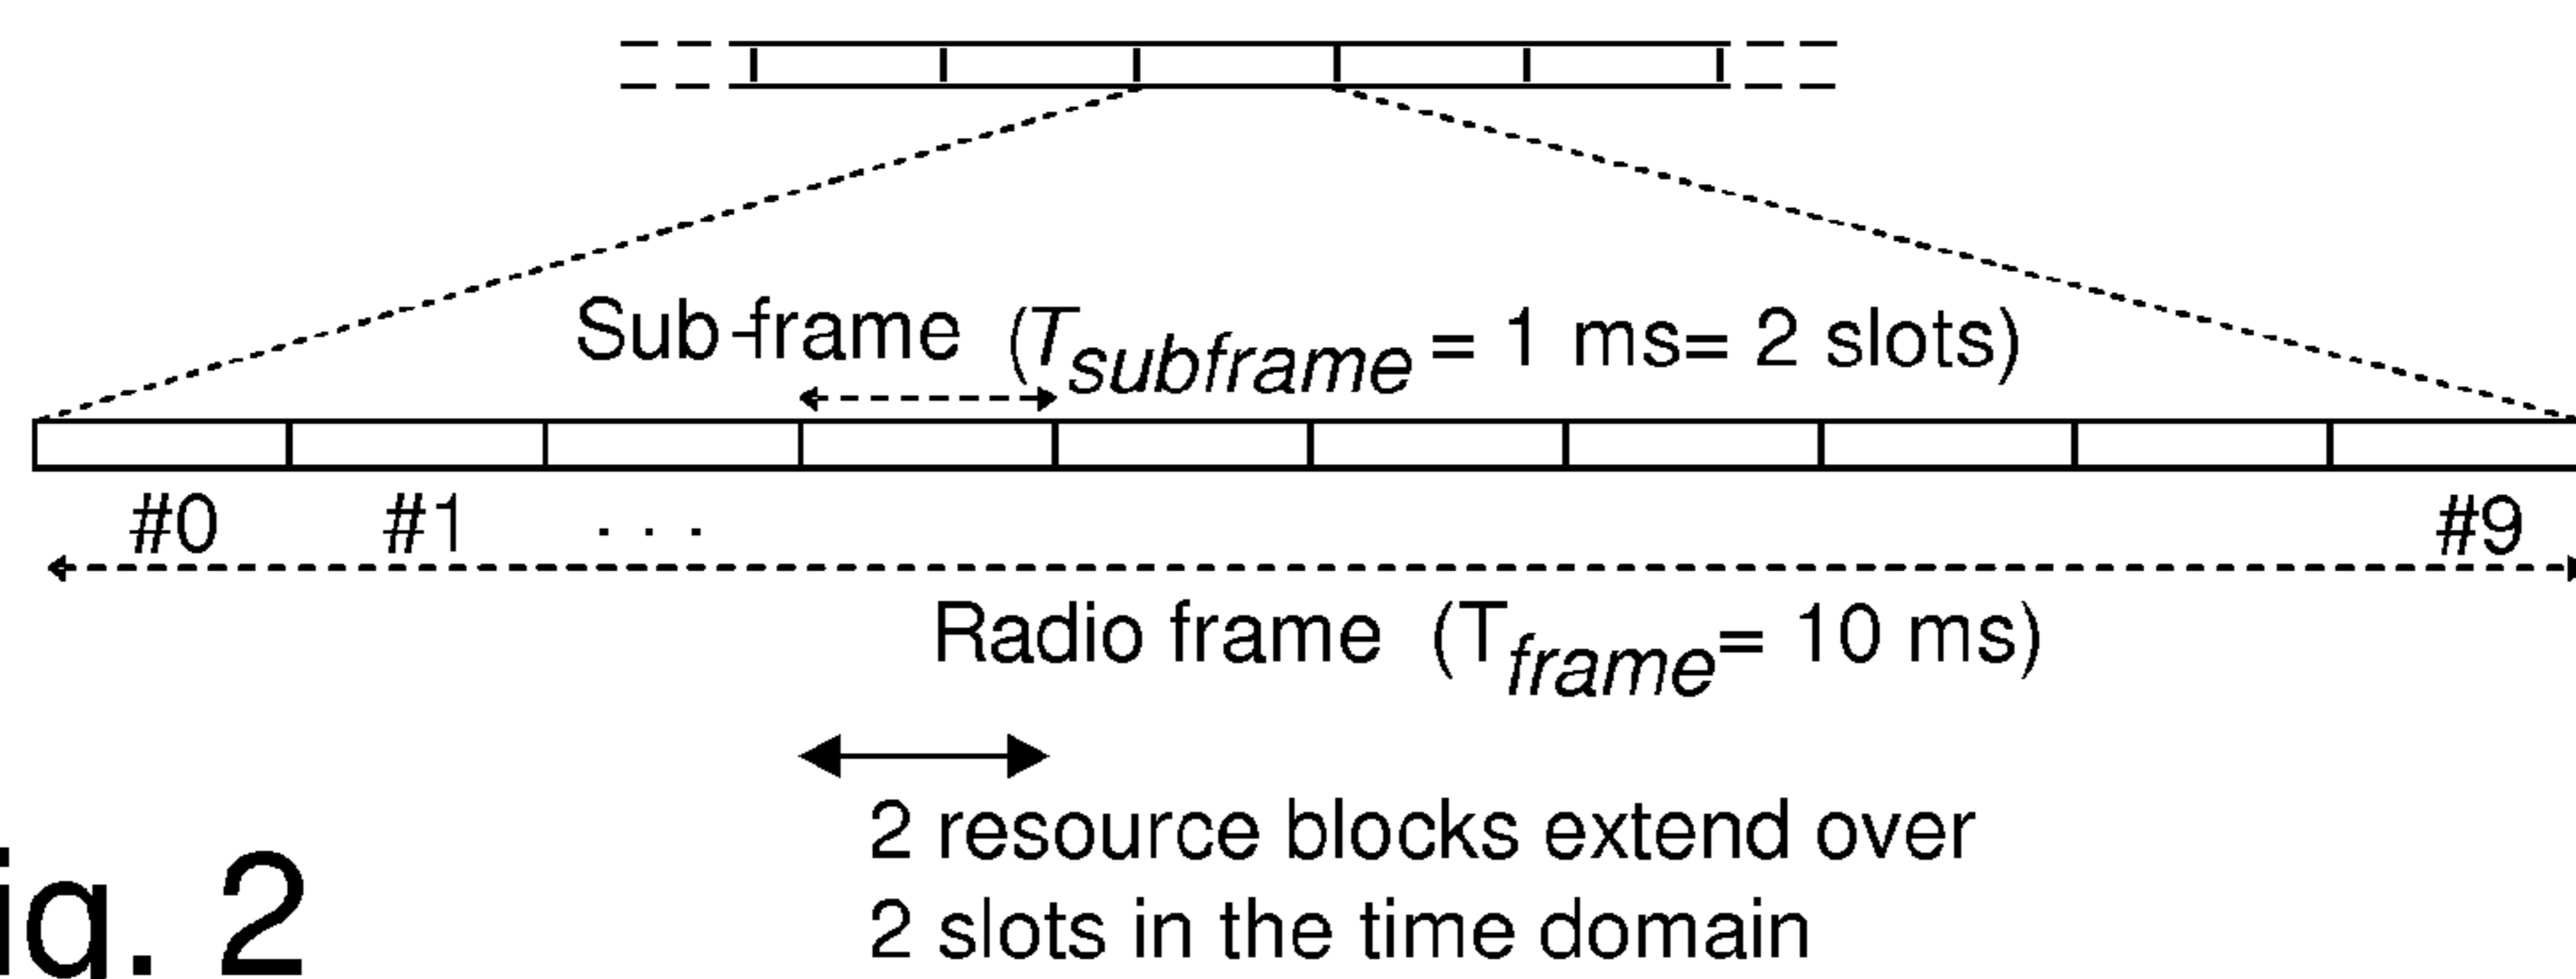 Sub-frame (Tsubframe = 1 ms= 2 slots)
#0 #1 . . . #9
Radio frame (Tframe= 10 ms)
2 resource blocks extend over
2 slots in the time domain
ig. 2